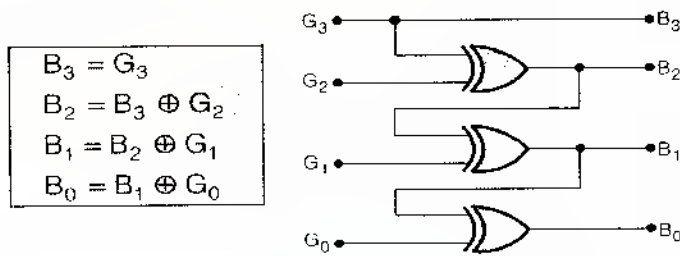 B₃ = G₃
B₂ = B₃ ⊕ G₂
B₁ = B₂ ⊕ G₁
B₀ = B₁ ⊕ G₀
G₃ B₃
G₂ B₂
G₁ B₁
G₀ B₀